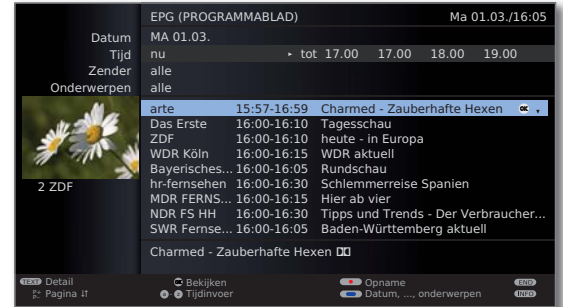 EPG (PROGRAMMABLAD) Ma 01.03./16:05
Datum MA 01.03.
Tijd nu ▸ tot 17.00 17.00 18.00 19.00
Zender alle
Onderwerpen alle
arte 15:57-16:59 Charmed - Zauberhafte Hexen OK
Das Erste 16:00-16:10 Tagesschau
ZDF 16:00-16:10 heute - in Europa
WDR Köln 16:00-16:15 WDR aktuell
Bayerisches... 16:00-16:05 Rundschau
hr-fernsehen 16:00-16:30 Schlemmerreise Spanien
MDR FERNS... 16:00-16:15 Hier ab vier
NDR FS HH 16:00-16:30 Tipps und Trends - Der Verbraucher...
SWR Fernse... 16:00-16:05 Baden-Württemberg aktuell
2 ZDF
Charmed - Zauberhafte Hexen
TEXT Detail OK Bekijken Opname END
P+ P- Pagina ↓↑ 0-9 Tijdinvoer Datum, ..., onderwerpen INFO